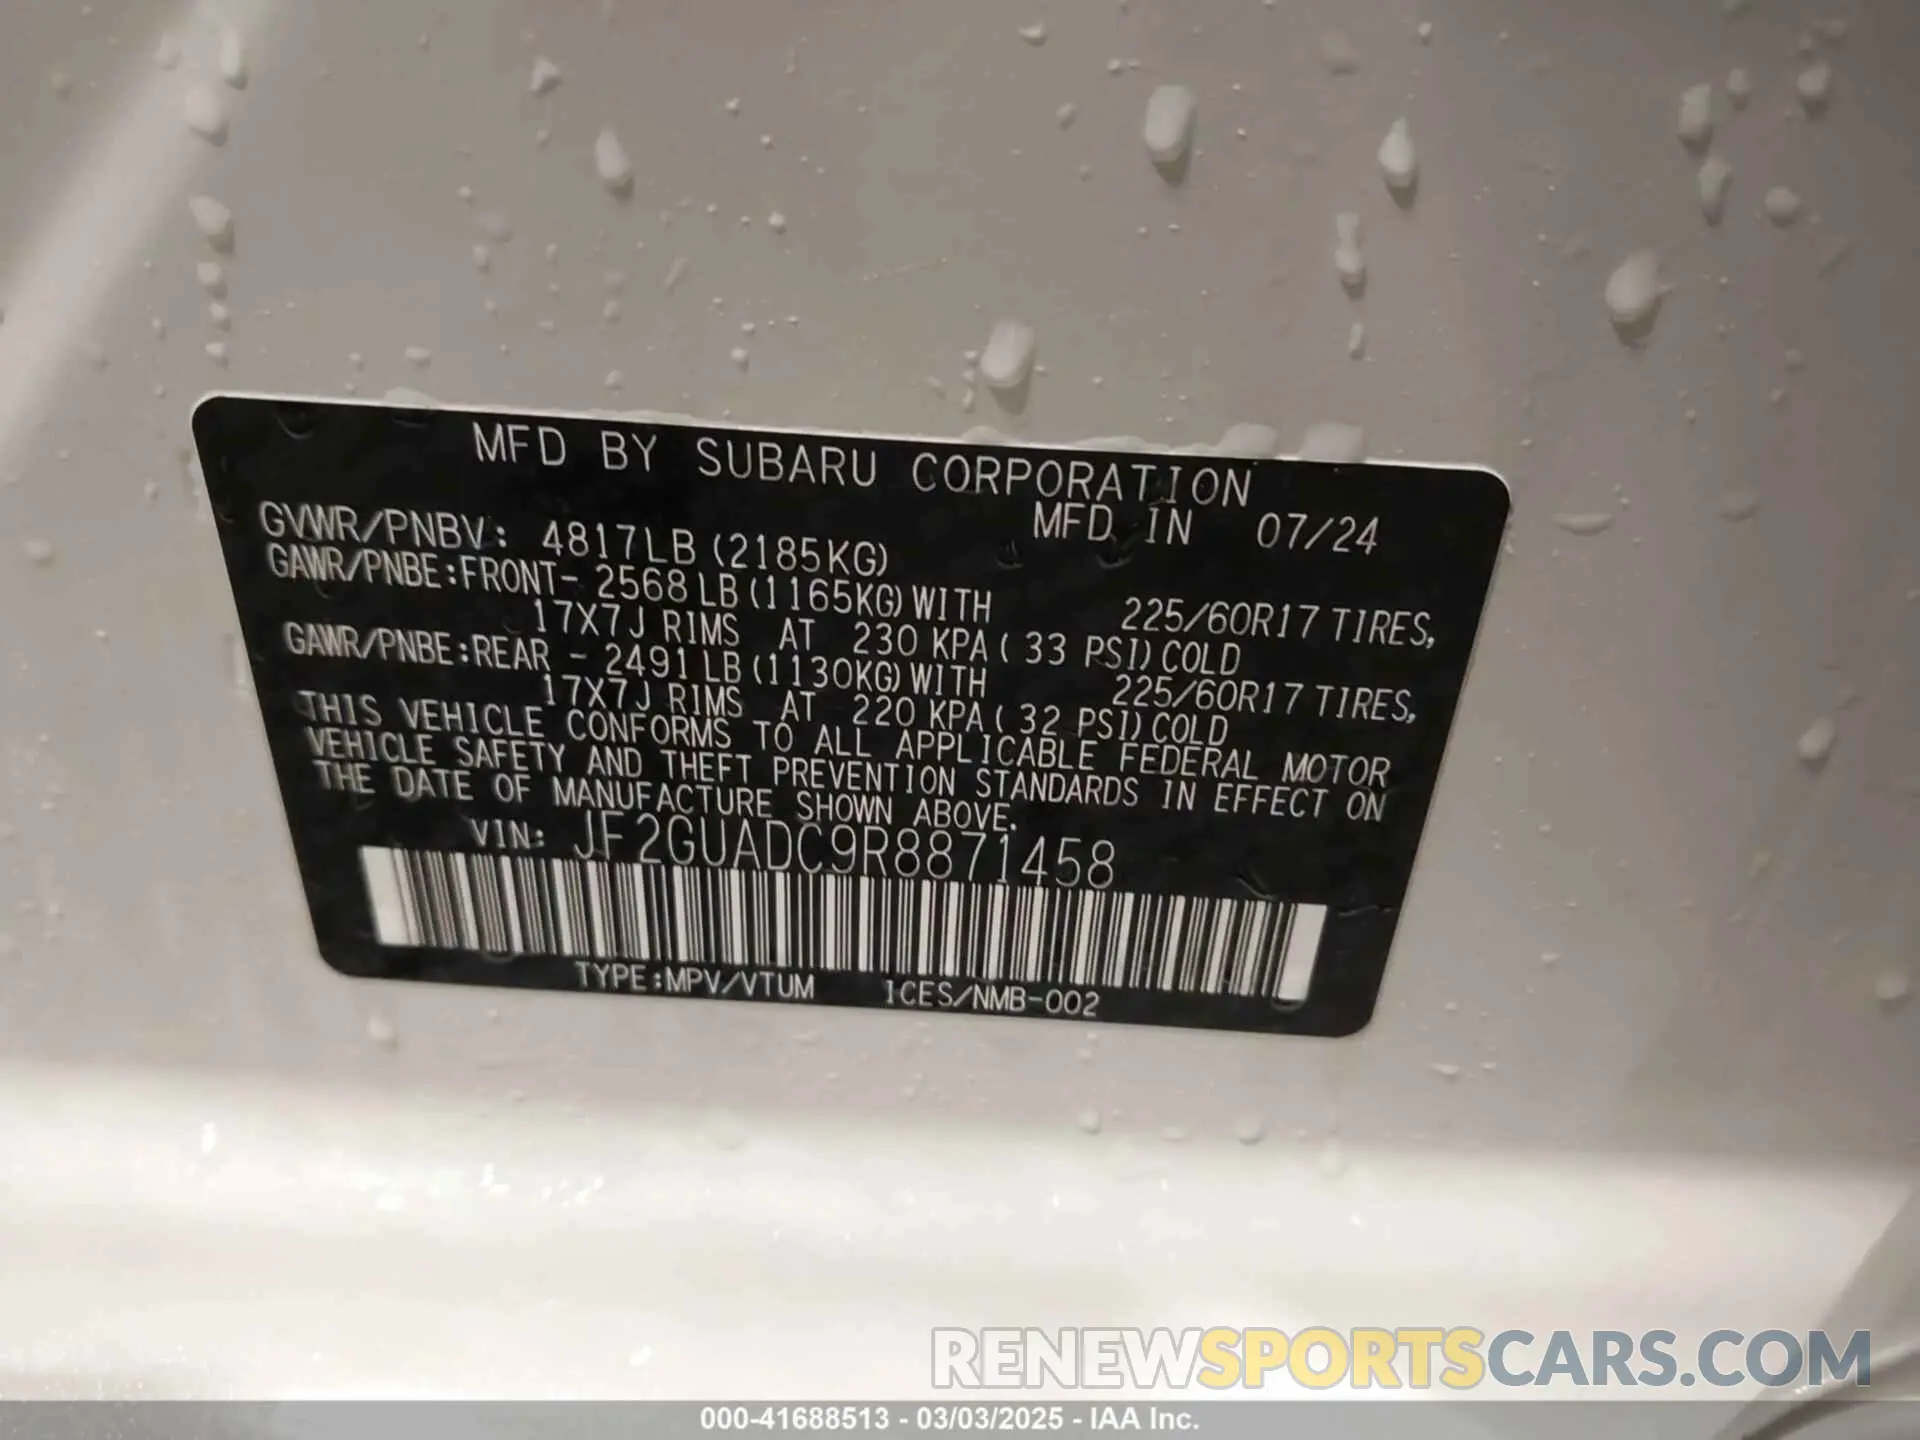 MFD BY SUBARU CORPORATION
MFD IN 07/24
GVWR/PNBV: 4817LB (2185KG)
GAWR/PNBE:FRONT- 2568LB (1165KG) WITH 225/60R17 TIRES,
17X7J RIMS AT 230 KPA ( 33 PSI) COLD
GAWR/PNBE:REAR - 2491LB (1130KG) WITH 225/60R17 TIRES,
17X7J RIMS AT 220 KPA ( 32 PSI) COLD
THIS VEHICLE CONFORMS TO ALL APPLICABLE FEDERAL MOTOR
VEHICLE SAFETY AND THEFT PREVENTION STANDARDS IN EFFECT ON
THE DATE OF MANUFACTURE SHOWN ABOVE.
VIN: JF2GUADC9R8871458
TYPE:MPV/VTUM ICES/NMB-002
RENEWSPORTSCARS.COM
000-41688513 - 03/03/2025 - IAA Inc.